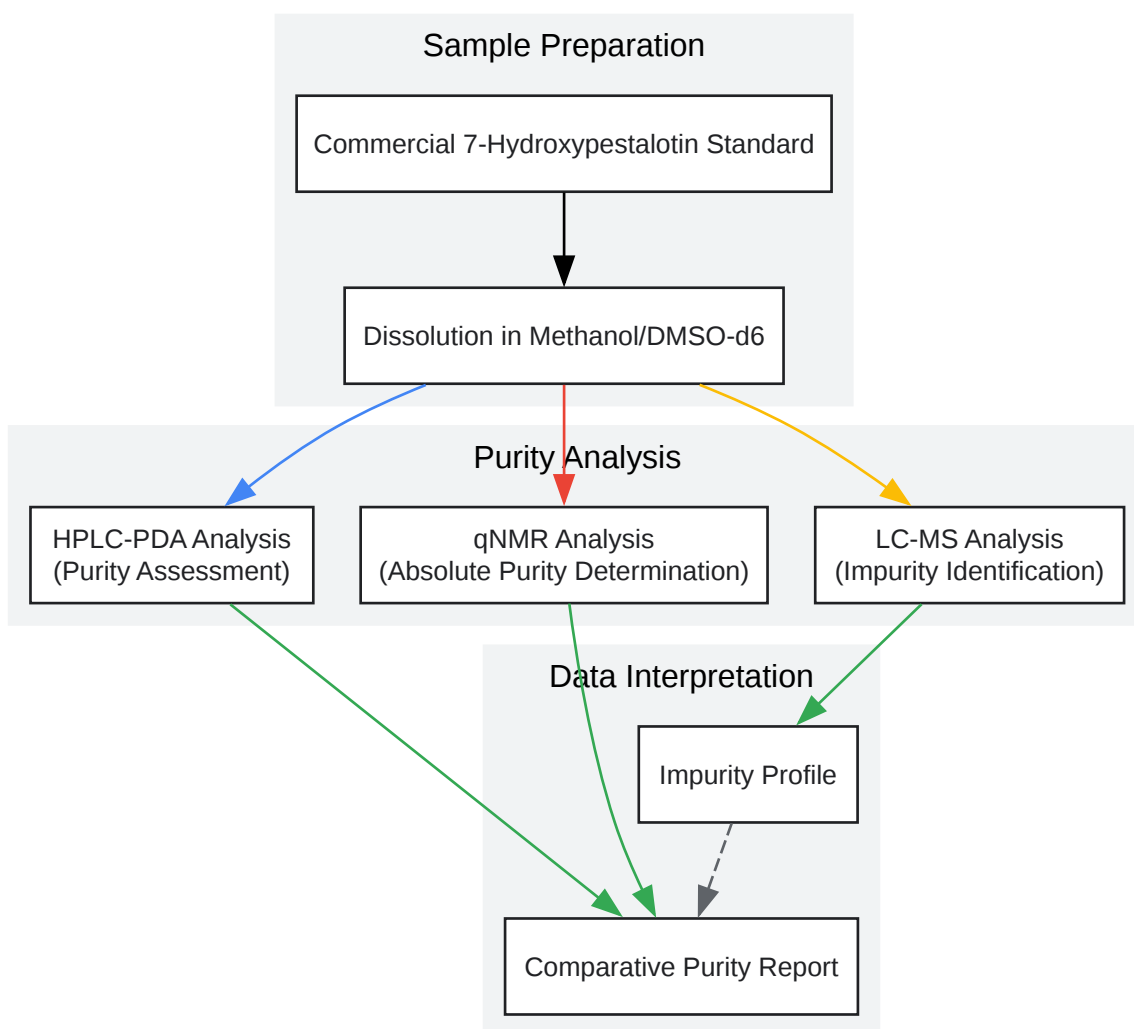 Sample Preparation
Commercial 7-Hydroxypestalotin Standard
Dissolution in Methanol/DMSO-d6
Purity Analysis
HPLC-PDA Analysis
(Purity Assessment)
qNMR Analysis
(Absolute Purity Determination)
LC-MS Analysis
(Impurity Identification)
Data Interpretation
Impurity Profile
Comparative Purity Report